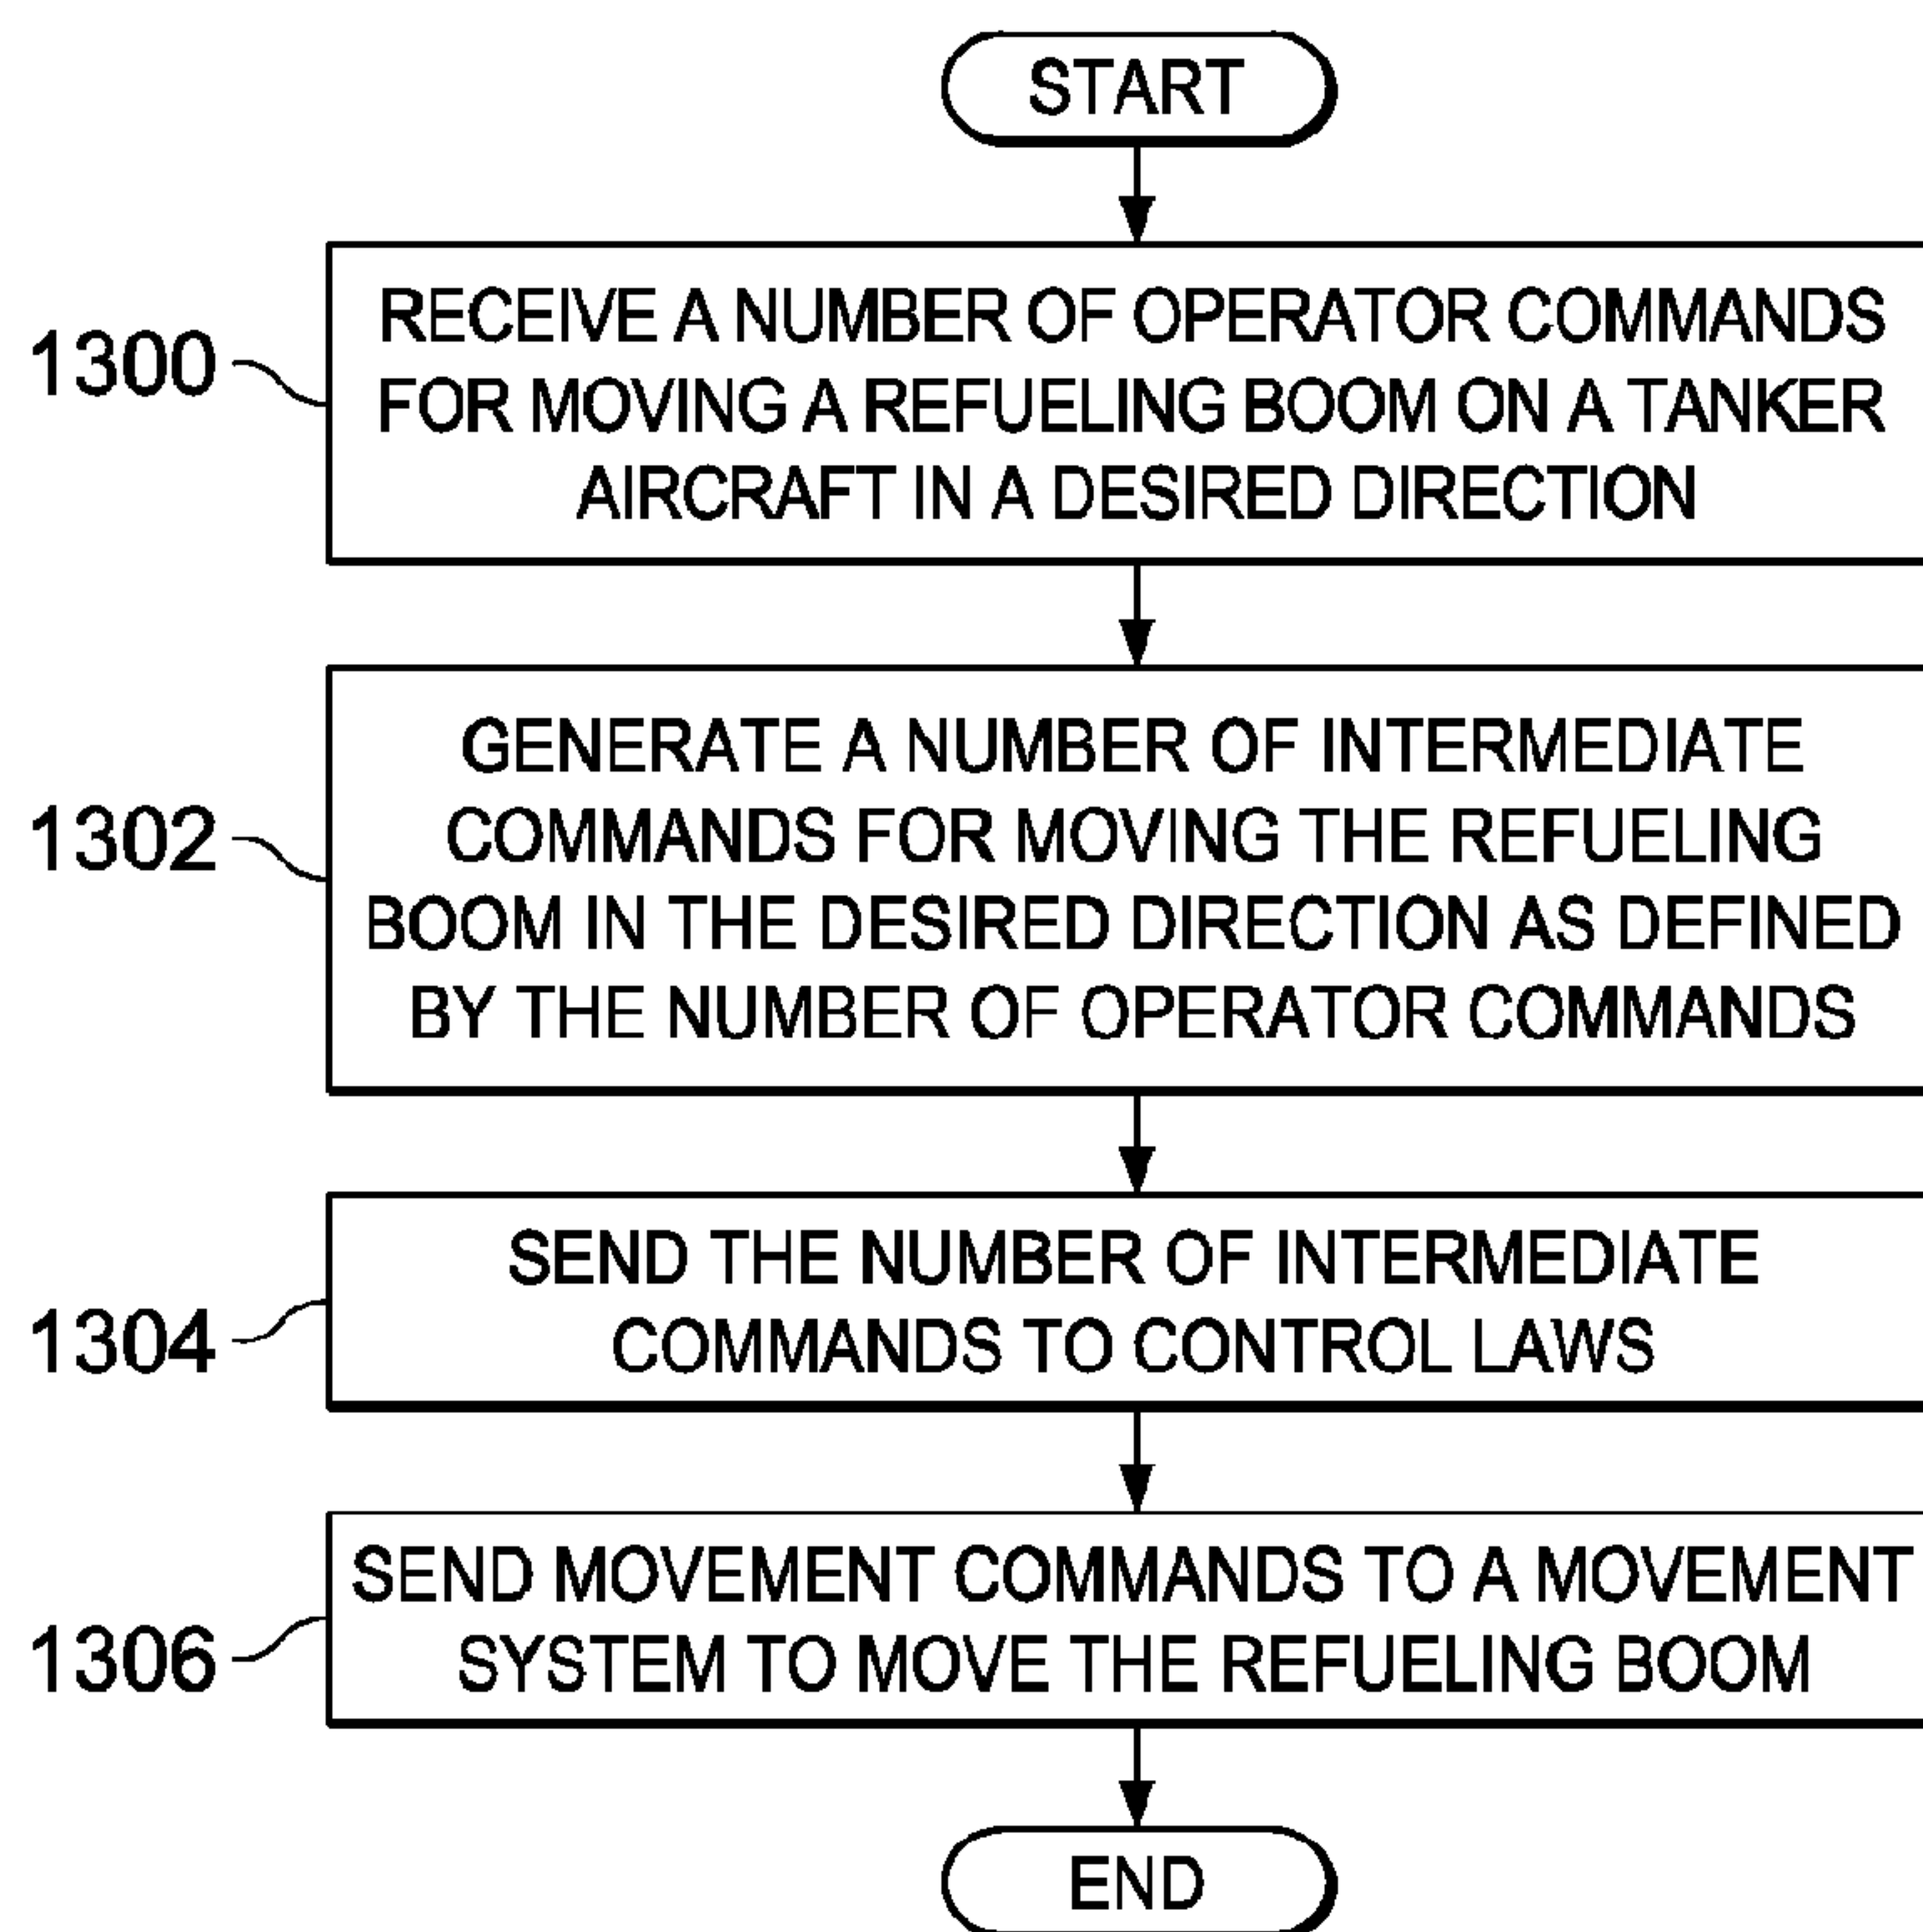 START
1300
RECEIVE A NUMBER OF OPERATOR COMMANDS
FOR MOVING A REFUELING BOOM ON A TANKER
AIRCRAFT IN A DESIRED DIRECTION
1302
GENERATE A NUMBER OF INTERMEDIATE
COMMANDS FOR MOVING THE REFUELING
BOOM IN THE DESIRED DIRECTION AS DEFINED
BY THE NUMBER OF OPERATOR COMMANDS
1304
SEND THE NUMBER OF INTERMEDIATE
COMMANDS TO CONTROL LAWS
1306
SEND MOVEMENT COMMANDS TO A MOVEMENT
SYSTEM TO MOVE THE REFUELING BOOM
END